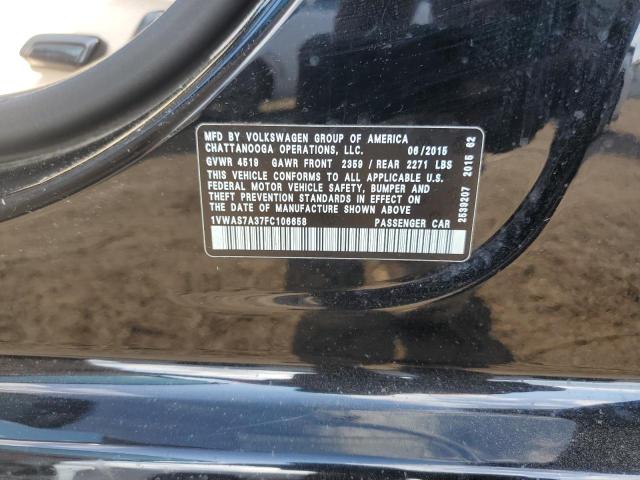 MFD BY VOLKSWAGEN GROUP OF AMERICA
CHATTANOOGA OPERATIONS, LLC. 06/2015
GVWR 4519 GAWR FRONT 2359 / REAR 2271 LBS
THIS VEHICLE CONFORMS TO ALL APPLICABLE U.S.
FEDERAL MOTOR VEHICLE SAFETY, BUMPER AND
THEFT PREVENTION STANDARDS IN EFFECT
ON THE DATE OF MANUFACTURE SHOWN ABOVE
1VWAS7A37FC106658 PASSENGER CAR
2539207 2015 62